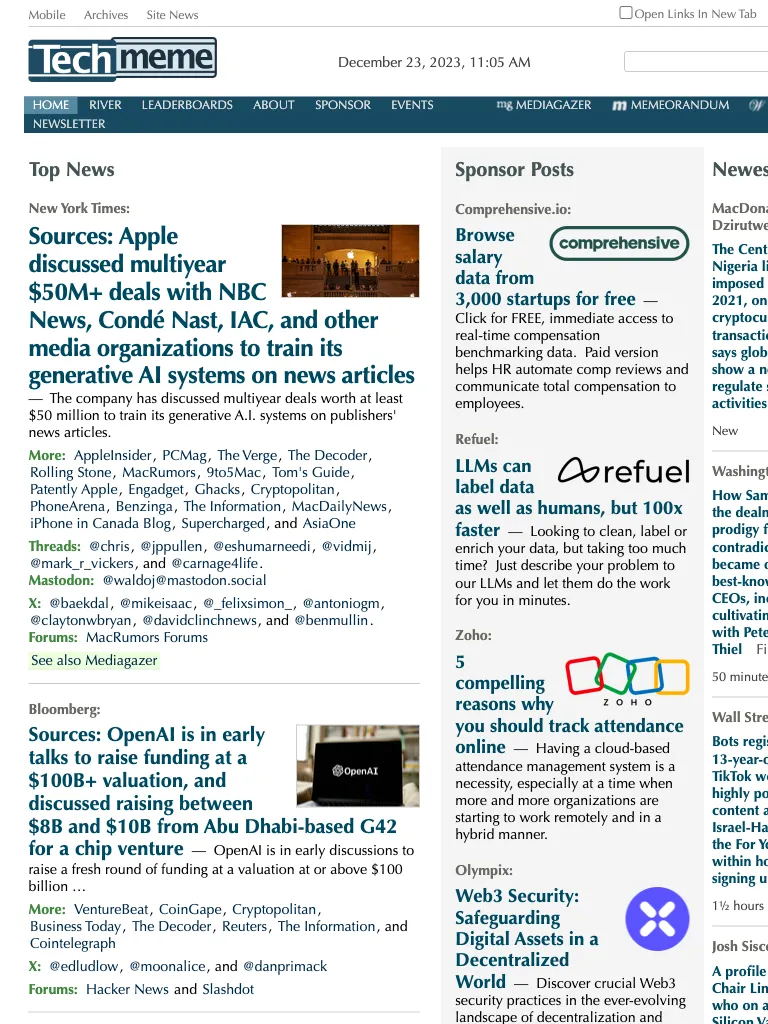 Mobile Archives Site News Open Links In New Tab
Techmeme
December 23, 2023, 11:05 AM
HOME RIVER LEADERBOARDS ABOUT SPONSOR EVENTS mg MEDIAGAZER m MEMEORANDUM
NEWSLETTER
Top News
New York Times:
Sources: Apple
discussed multiyear
$50M+ deals with NBC
News, Condé Nast, IAC, and other
media organizations to train its
generative AI systems on news articles
— The company has discussed multiyear deals worth at least
$50 million to train its generative A.I. systems on publishers'
news articles.
More: AppleInsider, PCMag, The Verge, The Decoder,
Rolling Stone, MacRumors, 9to5Mac, Tom's Guide,
Patently Apple, Engadget, Ghacks, Cryptopolitan,
PhoneArena, Benzinga, The Information, MacDailyNews,
iPhone in Canada Blog, Supercharged, and AsiaOne
Threads: @chris, @jppullen, @eshumarneedi, @vidmij,
@mark_r_vickers, and @carnage4life.
Mastodon: @waldoj@mastodon.social
X: @baekdal, @mikeisaac, @_felixsimon_, @antoniogm,
@claytonwbryan, @davidclinchnews, and @benmullin.
Forums: MacRumors Forums
See also Mediagazer
Bloomberg:
Sources: OpenAI is in early
talks to raise funding at a
$100B+ valuation, and
discussed raising between
$8B and $10B from Abu Dhabi-based G42
for a chip venture — OpenAI is in early discussions to
raise a fresh round of funding at a valuation at or above $100
billion …
OpenAI
More: VentureBeat, CoinGape, Cryptopolitan,
Business Today, The Decoder, Reuters, The Information, and
Cointelegraph
X: @edludlow, @moonalice, and @danprimack
Forums: Hacker News and Slashdot
Sponsor Posts
Comprehensive.io:
comprehensive
Browse
salary
data from
3,000 startups for free —
Click for FREE, immediate access to
real-time compensation
benchmarking data. Paid version
helps HR automate comp reviews and
communicate total compensation to
employees.
Refuel:
refuel
LLMs can
label data
as well as humans, but 100x
faster — Looking to clean, label or
enrich your data, but taking too much
time? Just describe your problem to
our LLMs and let them do the work
for you in minutes.
Zoho:
ZOHO
5
compelling
reasons why
you should track attendance
online — Having a cloud-based
attendance management system is a
necessity, especially at a time when
more and more organizations are
starting to work remotely and in a
hybrid manner.
Olympix:
Web3 Security:
Safeguarding
Digital Assets in a
Decentralized
World — Discover crucial Web3
security practices in the ever-evolving
landscape of decentralization and
Newes
MacDona
Dzirutwe
The Cent
Nigeria li
imposed
2021, on
cryptocu
transactio
says glob
show a ne
regulate s
activities
New
Washingt
How Sam
the dealn
prodigy f
contradic
became o
best-know
CEOs, inc
cultivatin
with Pete
Thiel Fi
50 minute
Wall Stre
Bots regis
13-year-o
TikTok we
highly po
content a
Israel-Ha
the For Yo
within ho
signing u
1½ hours
Josh Sisco
A profile
Chair Lin
who on a
Silicon Va